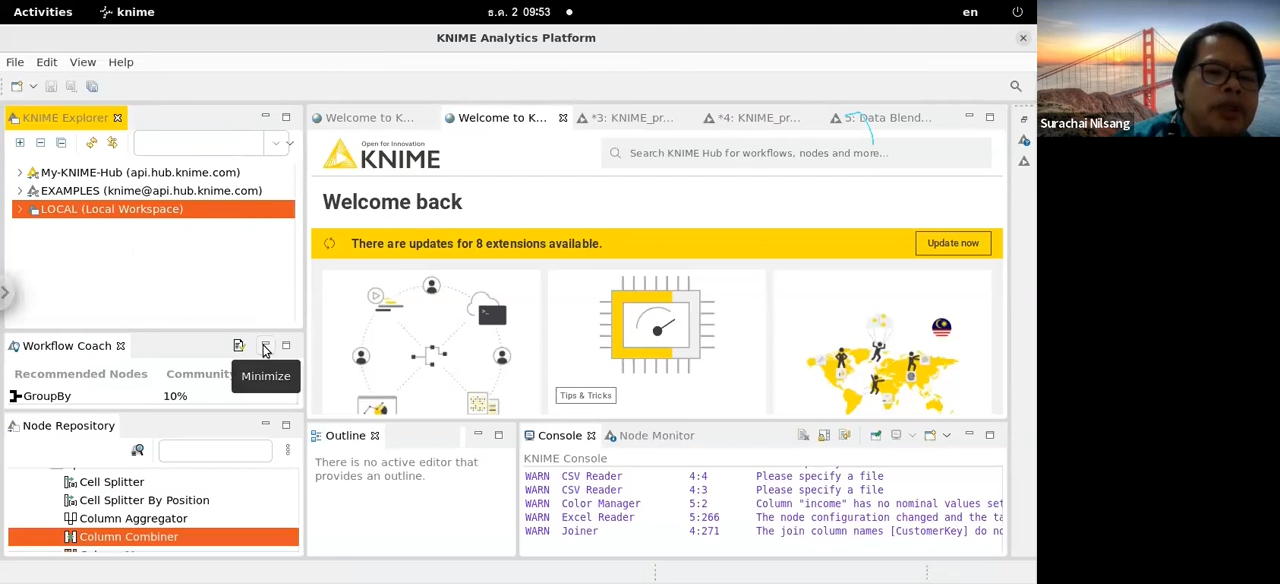 Activities
knime
ธ.ค. 2 09:53
en
KNIME Analytics Platform
Surachai Nilsang
File Edit View Help
KNIME Explorer
My-KNIME-Hub (api.hub.knime.com)
EXAMPLES (knime@api.hub.knime.com)
LOCAL (Local Workspace)
Welcome to K...
Welcome to K...
*3: KNIME_pr...
*4: KNIME_pr...
5: Data Blend...
Open for Innovation
KNIME
Search KNIME Hub for workflows, nodes and more...
Welcome back
There are updates for 8 extensions available.
Update now
Tips & Tricks
Workflow Coach
Recommended Nodes Community
Minimize
GroupBy 10%
Node Repository
Cell Splitter
Cell Splitter By Position
Column Aggregator
Column Combiner
Outline
There is no active editor that
provides an outline.
Console
Node Monitor
KNIME Console
WARN CSV Reader 4:4 Please specify a file
WARN CSV Reader 4:3 Please specify a file
WARN Color Manager 5:2 Column "income" has no nominal values set
WARN Excel Reader 5:266 The node configuration changed and the ta
WARN Joiner 4:271 The join column names [CustomerKey] do no